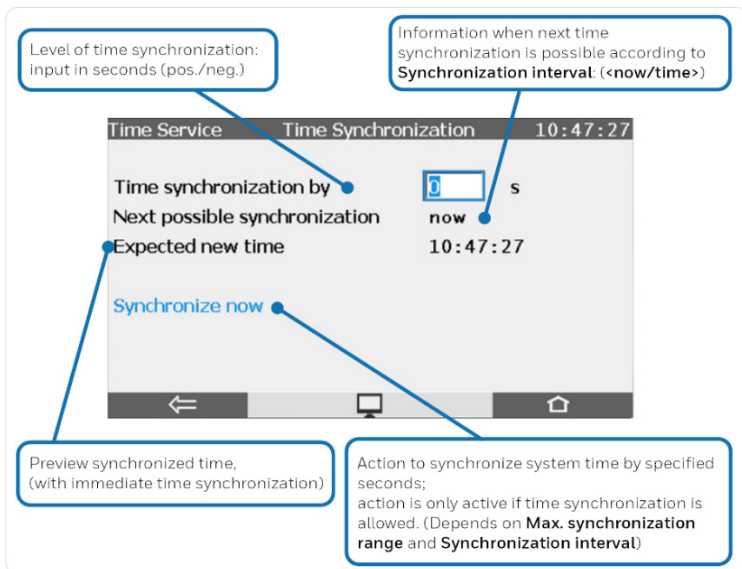 Level of time synchronization:
input in seconds (pos./neg.)
Information when next time
synchronization is possible according to
Synchronization interval: (<now/time>)
Time Service Time Synchronization 10:47:27
Time synchronization by 0 s
Next possible synchronization now
Expected new time 10:47:27
Synchronize now
Preview synchronized time,
(with immediate time synchronization)
Action to synchronize system time by specified
seconds;
action is only active if time synchronization is
allowed. (Depends on Max. synchronization
range and Synchronization interval)